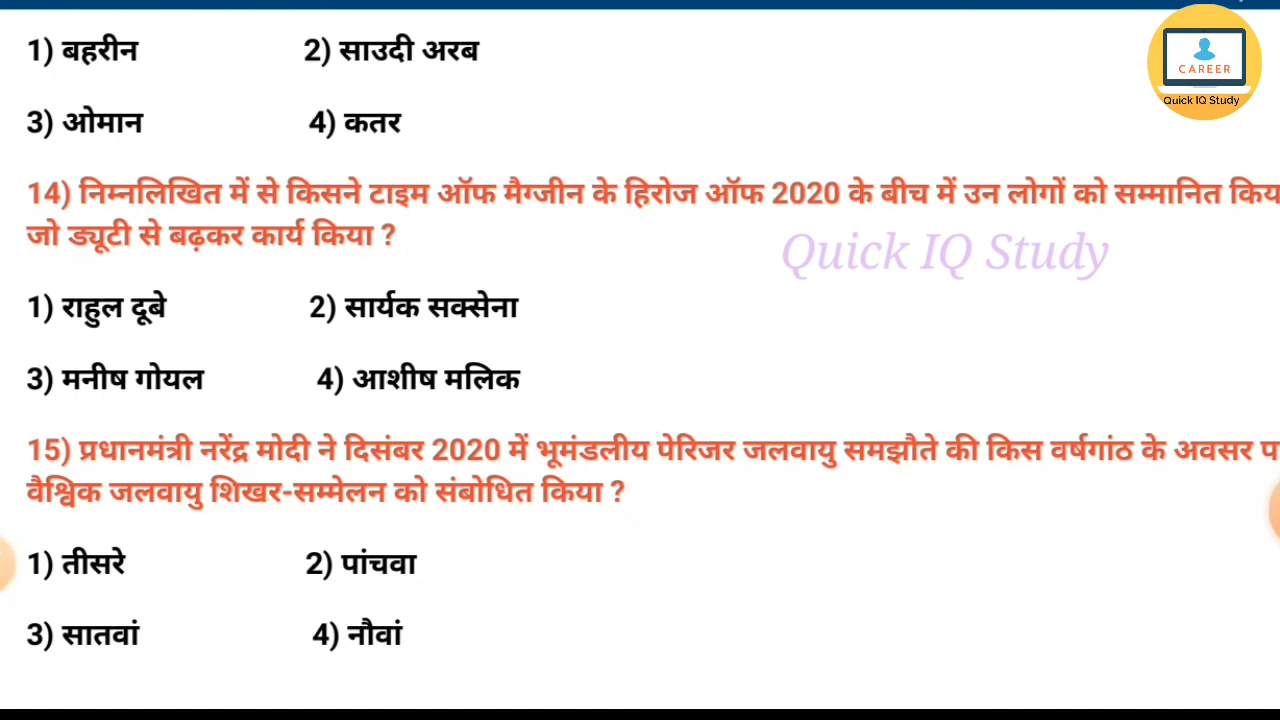 1) बहरीन 2) साउदी अरब
CAREER
Quick IQ Study
3) ओमान 4) कतर
14) निम्नलिखित में से किसने टाइम ऑफ मैग्जीन के हिरोज ऑफ 2020 के बीच में उन लोगों को सम्मानित किय
जो ड्यूटी से बढ़कर कार्य किया ?
Quick IQ Study
1) राहुल दूबे 2) सार्यक सक्सेना
3) मनीष गोयल 4) आशीष मलिक
15) प्रधानमंत्री नरेंद्र मोदी ने दिसंबर 2020 में भूमंडलीय पेरिजर जलवायु समझौते की किस वर्षगांठ के अवसर प
वैश्विक जलवायु शिखर-सम्मेलन को संबोधित किया ?
1) तीसरे 2) पांचवा
3) सातवां 4) नौवां